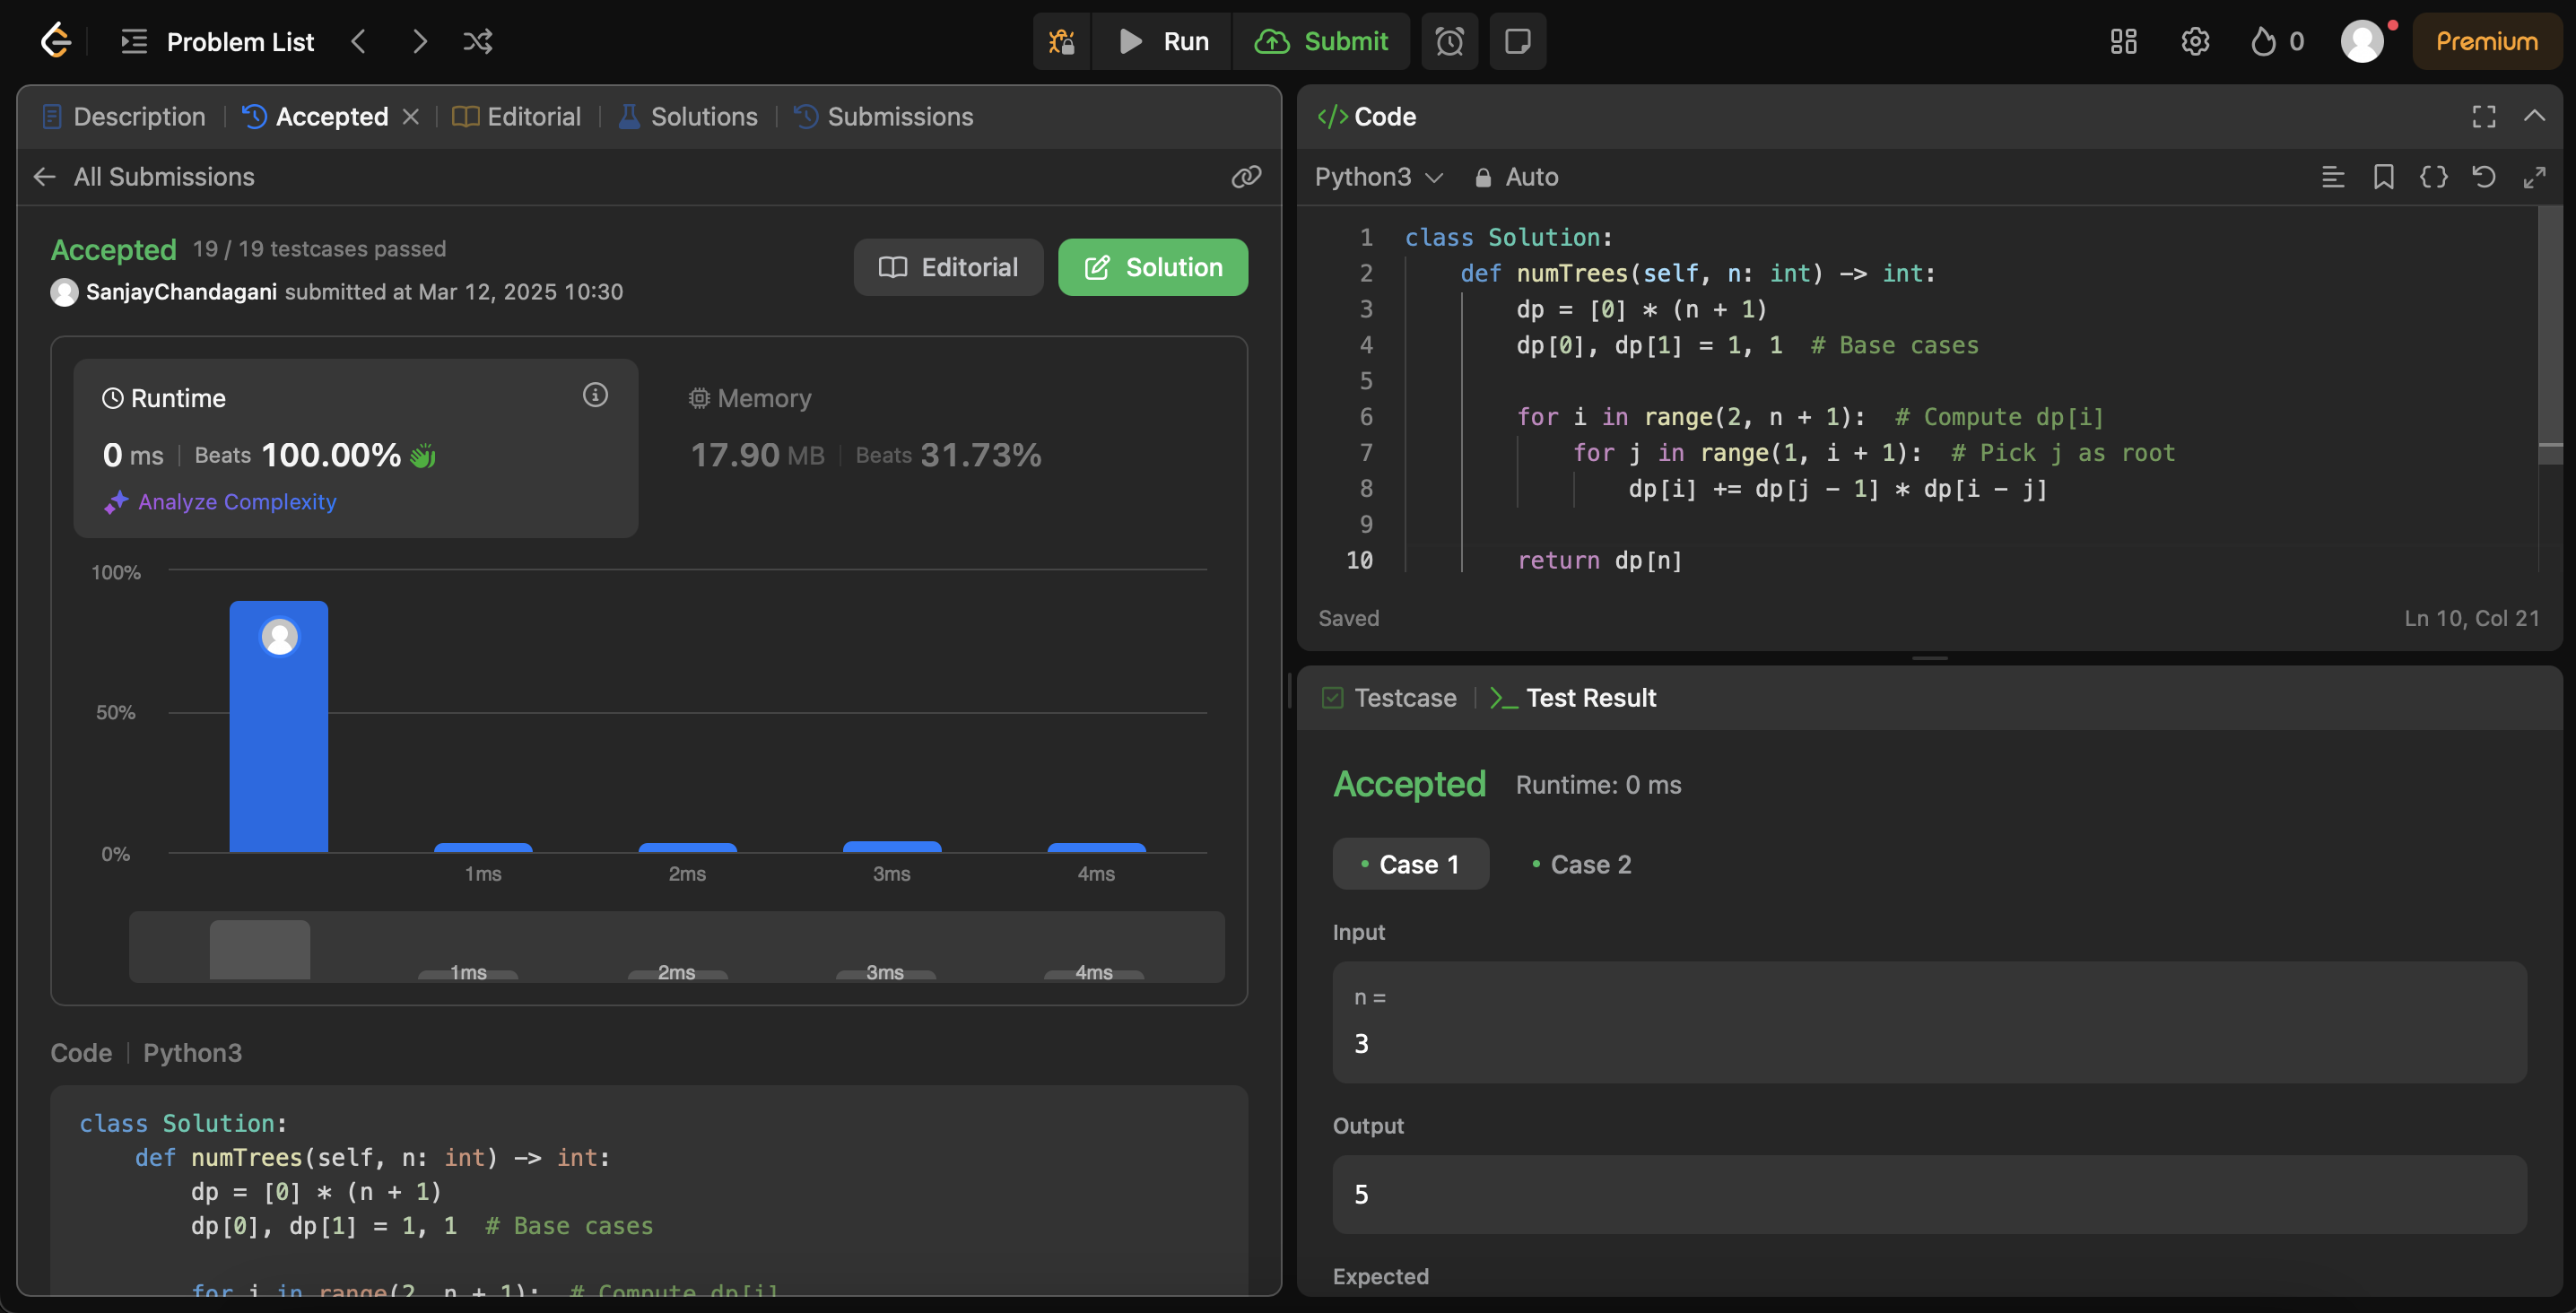 Problem List
Run
Submit
0
Premium
Description
Accepted
Editorial
Solutions
Submissions
All Submissions
Accepted 19 / 19 testcases passed
SanjayChandagani submitted at Mar 12, 2025 10:30
Editorial
Solution
Runtime
0 ms Beats 100.00%
Analyze Complexity
Memory
17.90 MB Beats 31.73%
100%
50%
0%
1ms 2ms 3ms 4ms
1ms 2ms 3ms 4ms
Code Python3
class Solution:
    def numTrees(self, n: int) -> int:
        dp = [0] * (n + 1)
        dp[0], dp[1] = 1, 1  # Base cases
        for i in range(2, n + 1):  # Compute dp[i]
</> Code
Python3 Auto
1 class Solution:
2     def numTrees(self, n: int) -> int:
3         dp = [0] * (n + 1)
4         dp[0], dp[1] = 1, 1  # Base cases
5
6         for i in range(2, n + 1):  # Compute dp[i]
7             for j in range(1, i + 1):  # Pick j as root
8                 dp[i] += dp[j - 1] * dp[i - j]
9
10         return dp[n]
Saved
Ln 10, Col 21
Testcase
Test Result
Accepted Runtime: 0 ms
• Case 1
• Case 2
Input
n =
3
Output
5
Expected